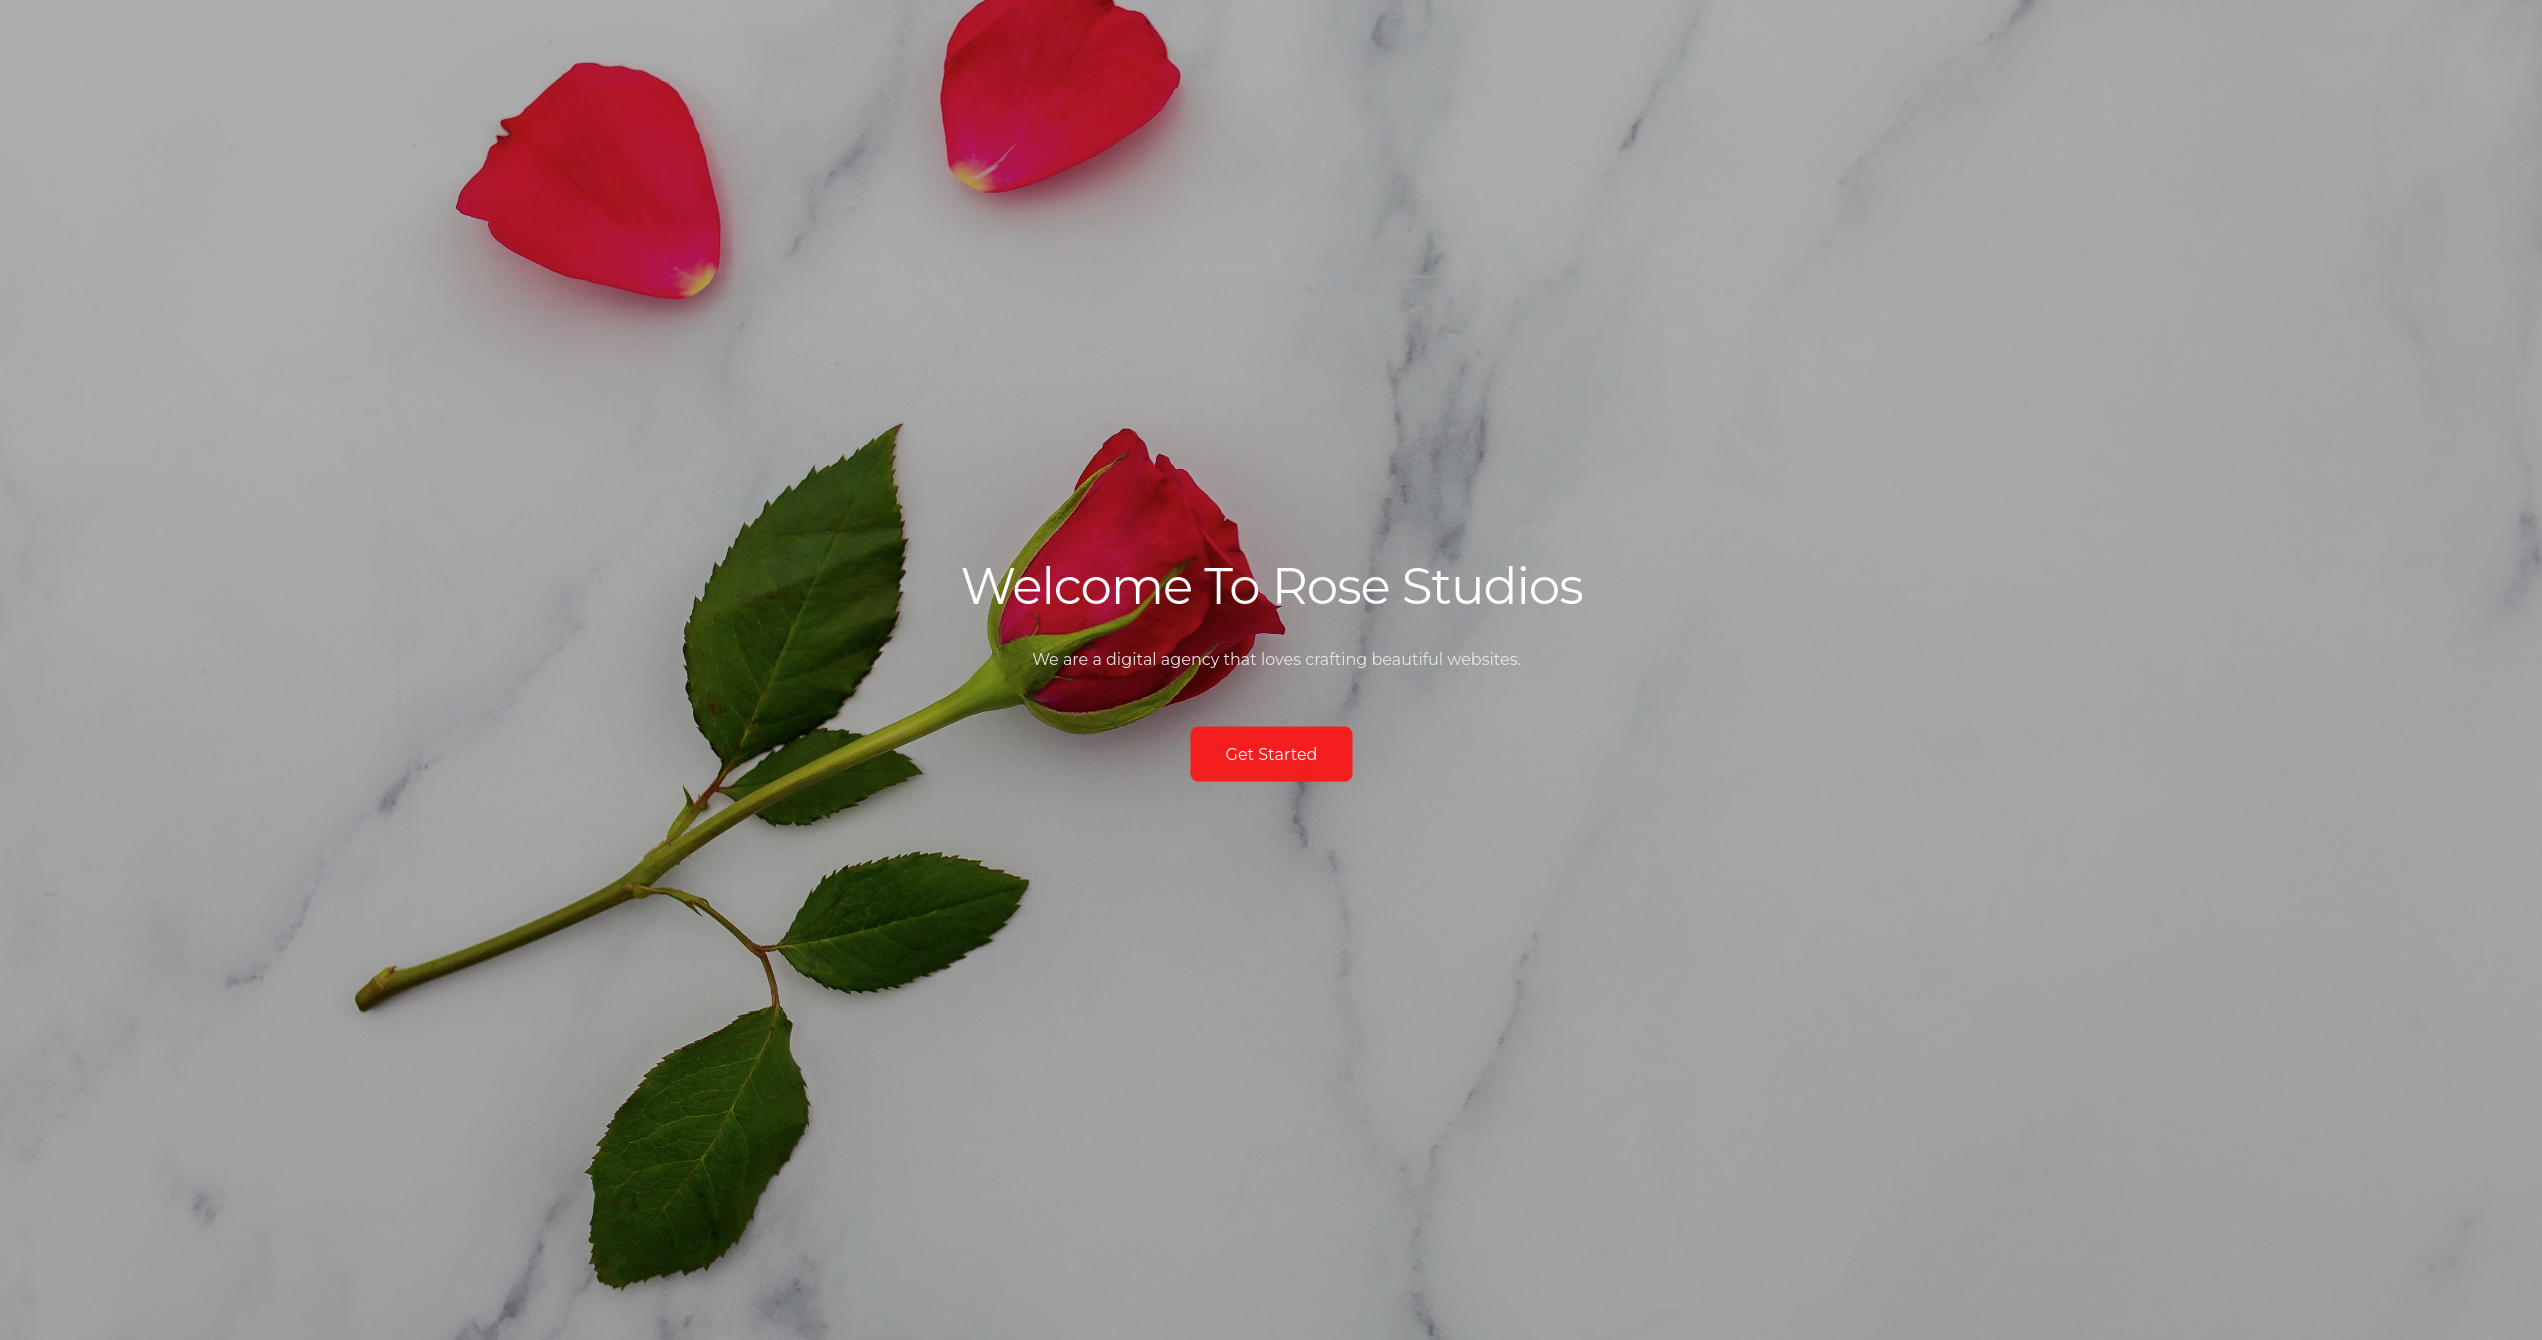 Welcome To Rose Studios
We are a digital agency that loves crafting beautiful websites.
Get Started